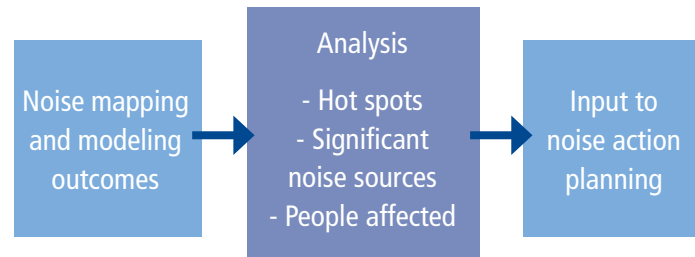 Noise mapping
and modeling
outcomes
Analysis
- Hot spots
- Significant
noise sources
- People affected
Input to
noise action
planning